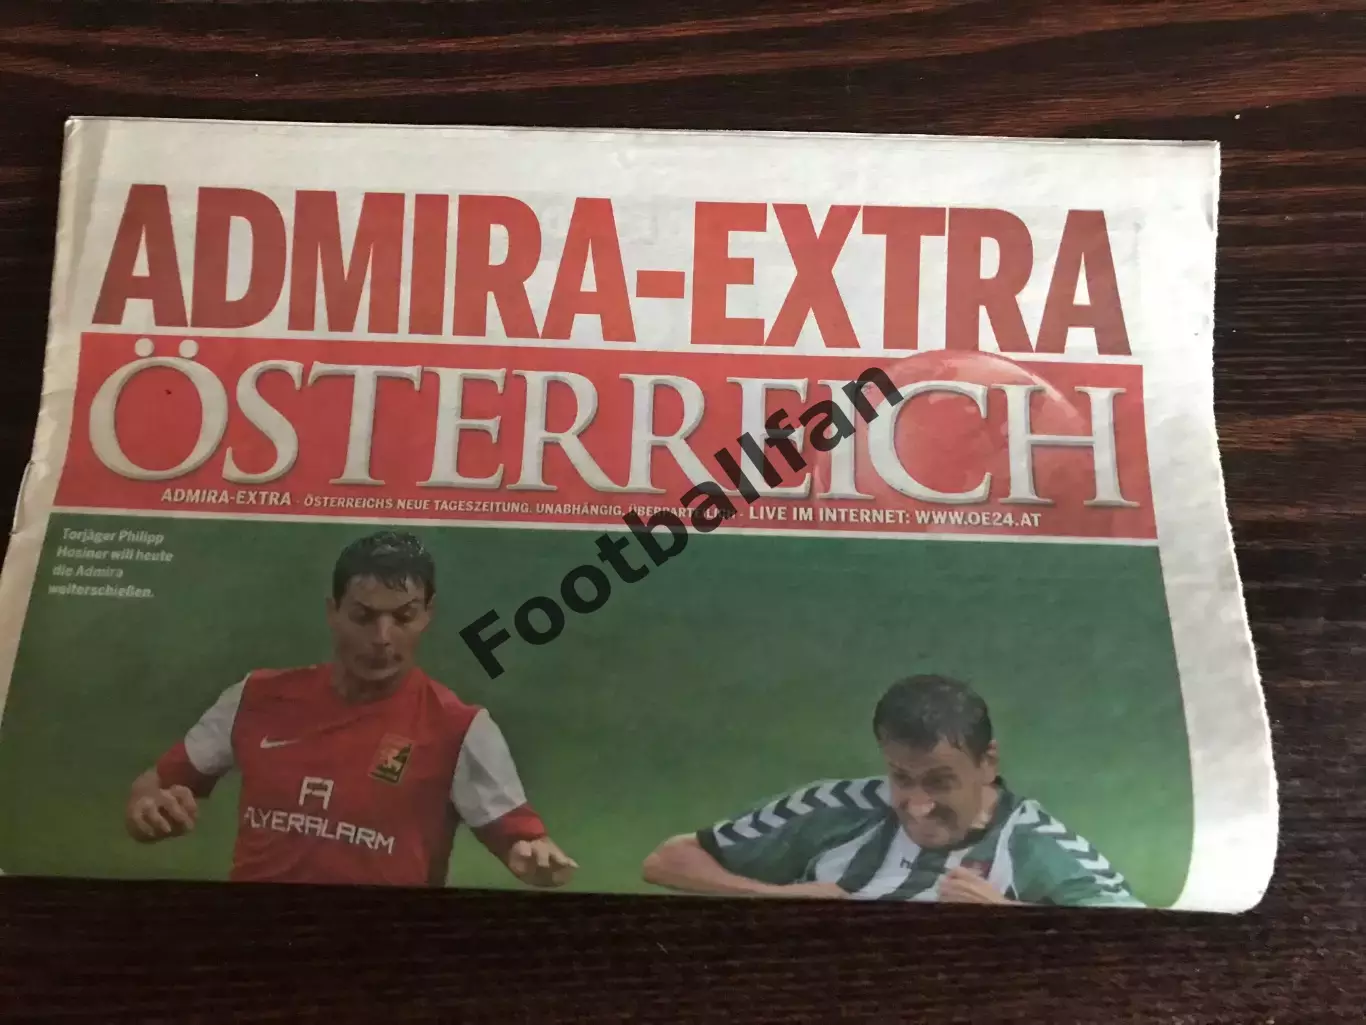 ADMIRA-EXTRA
ÖSTERREICH
ADMIRA-EXTRA - ÖSTERREICHS NEUE TAGESZEITUNG. UNABHÄNGIG, ÜBERPARTEILICH - LIVE IM INTERNET: WWW.OE24.AT
Torjäger Philipp
Hosiner will heute
die Admira
weiterschießen.
Footballfan
FLYERALARM